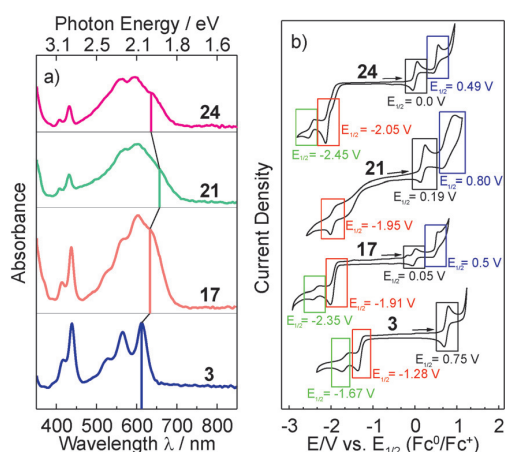 Photon Energy / eV
3.1 2.5 2.1 1.8 1.6
a)
24
21
17
3
Absorbance
400 500 600 700 800
Wavelength λ / nm
b)
24
E1/2 = 0.49 V
E1/2 = 0.0 V
E1/2 = -2.05 V
E1/2 = -2.45 V
21
E1/2 = 0.80 V
E1/2 = 0.19 V
E1/2 = -1.95 V
17
E1/2 = 0.5 V
E1/2 = 0.05 V
E1/2 = -1.91 V
E1/2 = -2.35 V
3
E1/2 = 0.75 V
E1/2 = -1.28 V
E1/2 = -1.67 V
Current Density
-3 -2 -1 0 1 2
E/V vs. E1/2 (Fc⁰/Fc⁺)